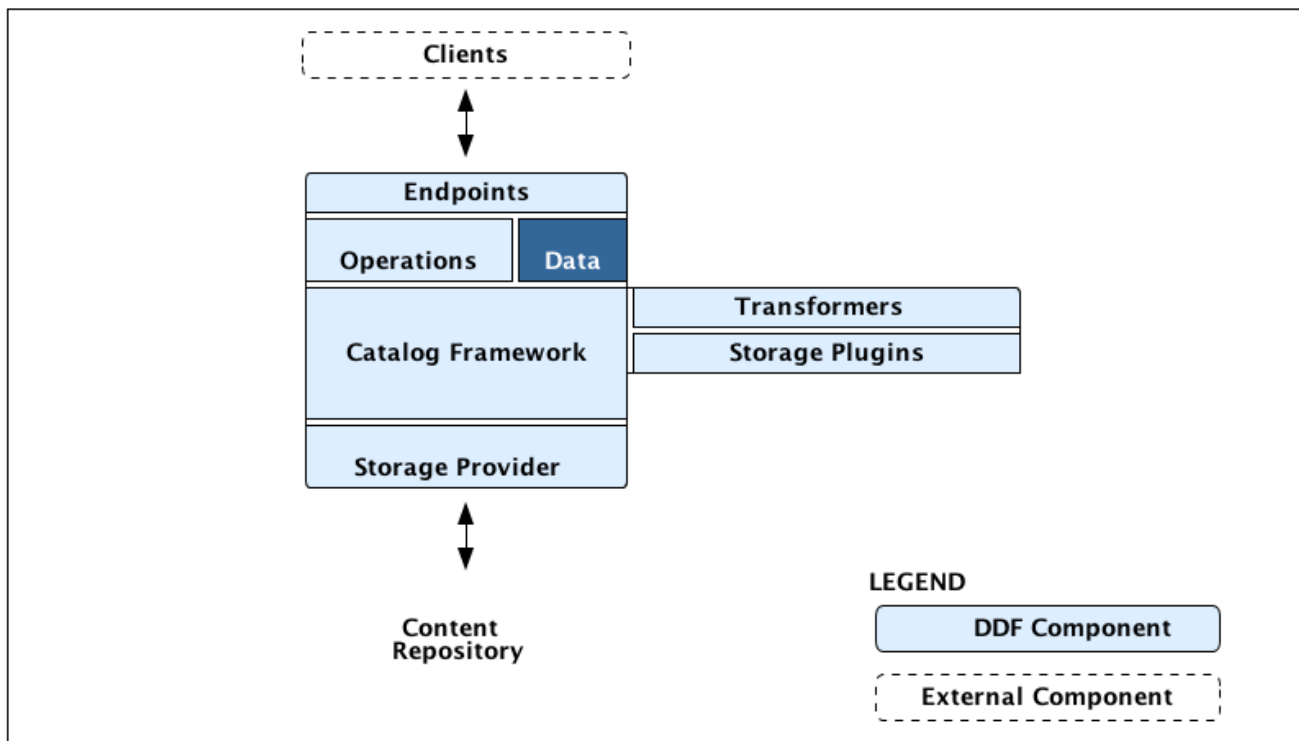 Clients
Endpoints
Operations
Data
Transformers
Catalog Framework
Storage Plugins
Storage Provider
Content
Repository
LEGEND
DDF Component
External Component